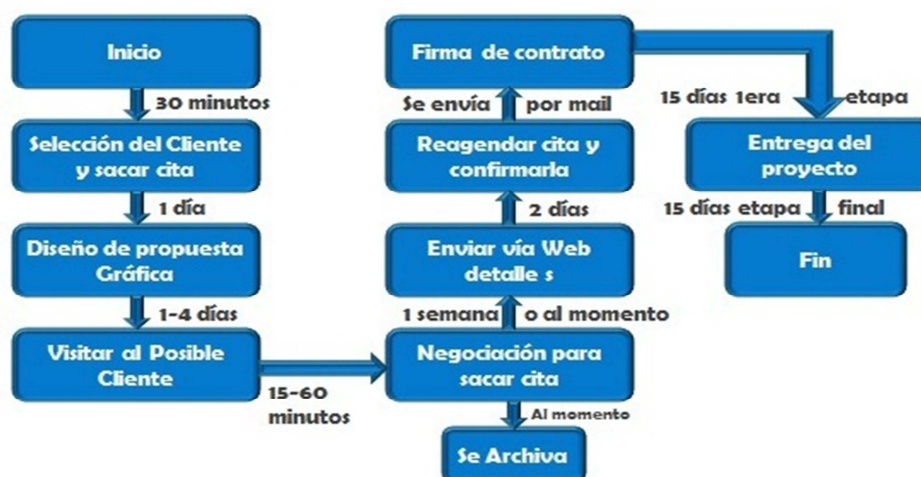 Inicio
30 minutos
Selección del Cliente
y sacar cita
1 día
Diseño de propuesta
Gráfica
1-4 días
Visitar al Posible
Cliente
15-60
minutos
Negociación para
sacar cita
Al momento
Se Archiva
1 semana o al momento
Enviar vía Web
detalle s
2 días
Reagendar cita y
confirmarla
Se envía por mail
Firma de contrato
15 días 1era etapa
Entrega del
proyecto
15 días etapa final
Fin